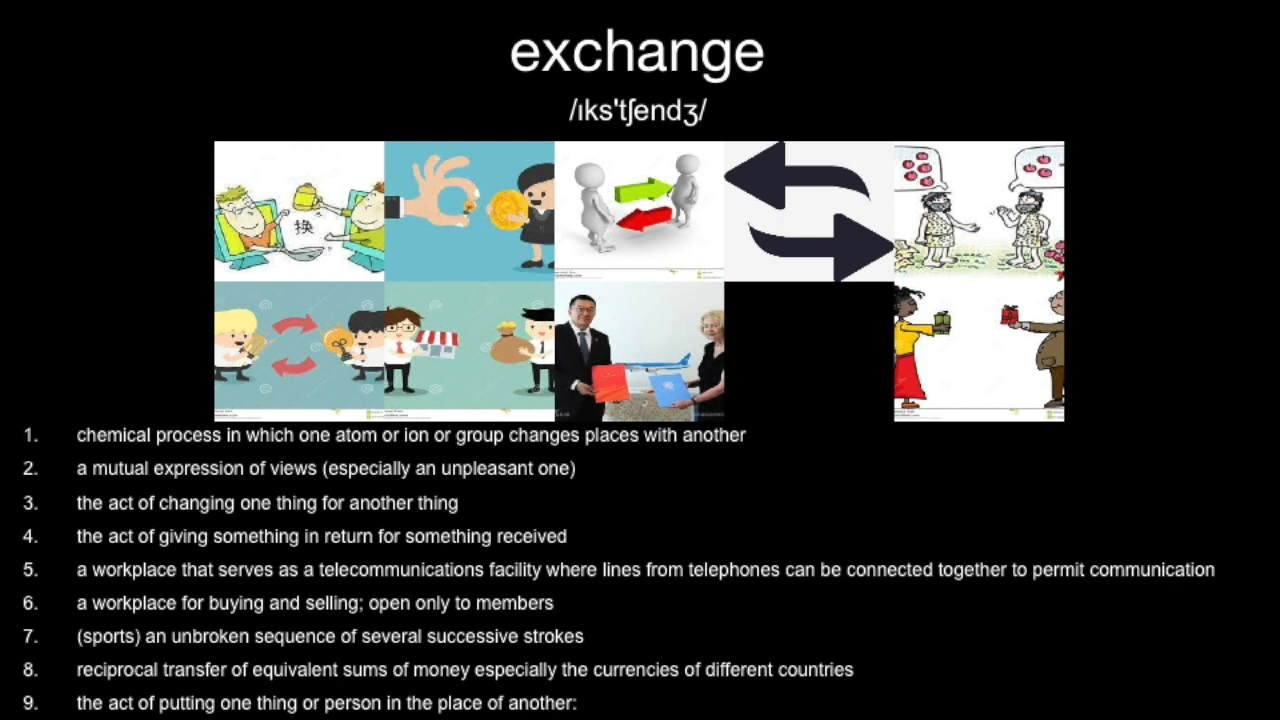 exchange
/ɪks'tʃendʒ/
换
1. chemical process in which one atom or ion or group changes places with another
2. a mutual expression of views (especially an unpleasant one)
3. the act of changing one thing for another thing
4. the act of giving something in return for something received
5. a workplace that serves as a telecommunications facility where lines from telephones can be connected together to permit communication
6. a workplace for buying and selling; open only to members
7. (sports) an unbroken sequence of several successive strokes
8. reciprocal transfer of equivalent sums of money especially the currencies of different countries
9. the act of putting one thing or person in the place of another: